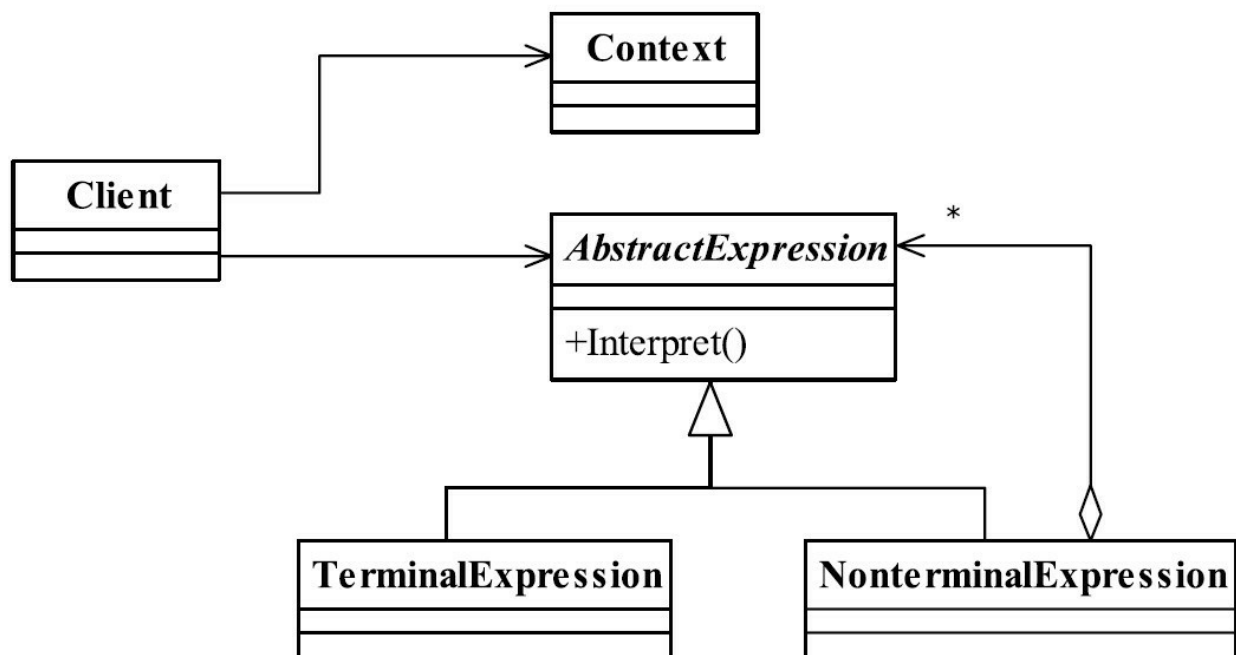 Context
Client
*
AbstractExpression
+Interpret()
TerminalExpression
NonterminalExpression